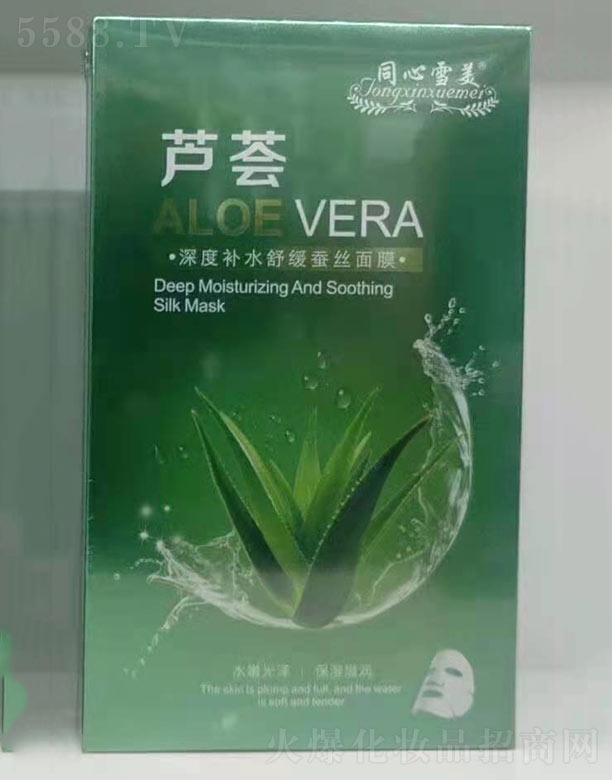 5588.TV
同心雪美®
Tongxinxuemei
芦荟
ALOE VERA
•深度补水舒缓蚕丝面膜•
Deep Moisturizing And Soothing
Silk Mask
水嫩光泽 | 保湿滋润
The skin is plump and full, and the water
is soft and tender
火爆化妆品招商网